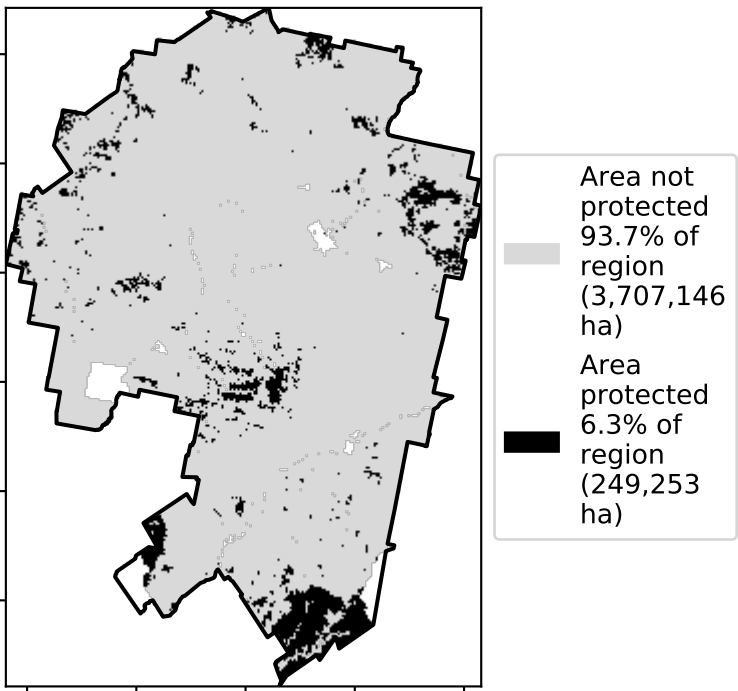 Area not
protected
93.7% of
region
(3,707,146
ha)
Area
protected
6.3% of
region
(249,253
ha)